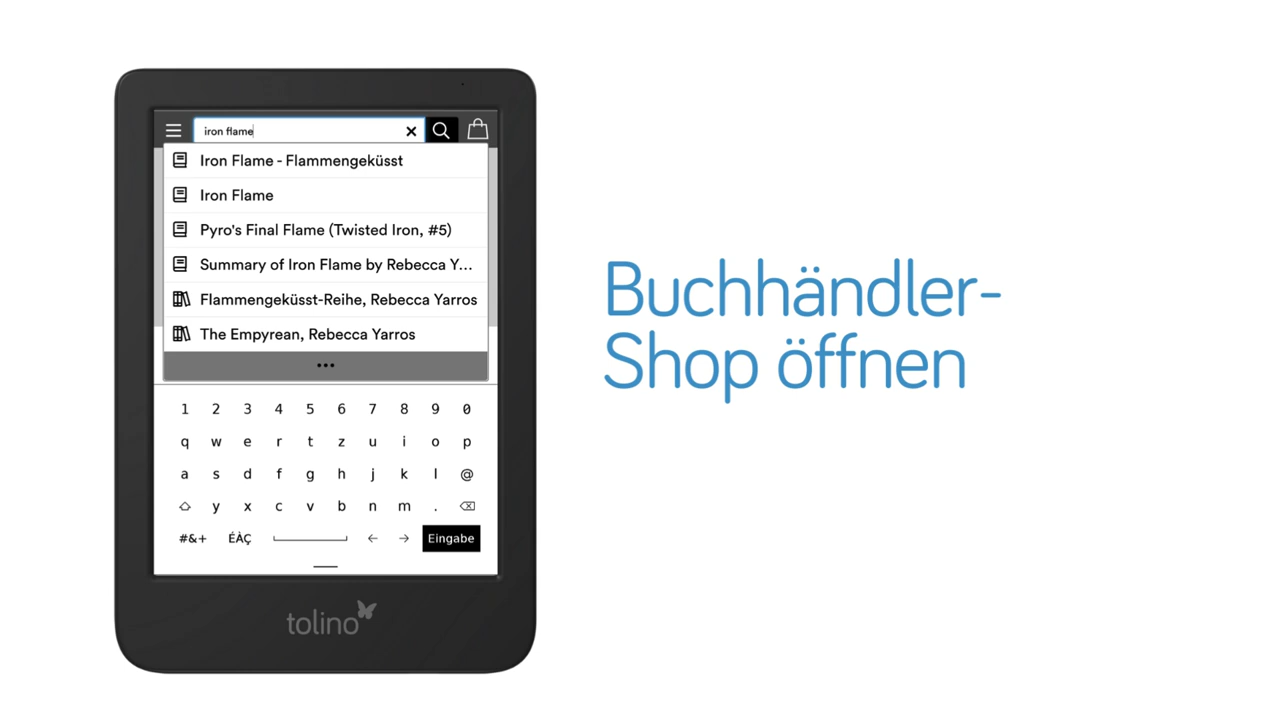 iron flame
Iron Flame - Flammengeküsst
Iron Flame
Pyro's Final Flame (Twisted Iron, #5)
Summary of Iron Flame by Rebecca Y...
Flammengeküsst-Reihe, Rebecca Yarros
The Empyrean, Rebecca Yarros
•••
1 2 3 4 5 6 7 8 9 0
q w e r t z u i o p
a s d f g h j k l @
y x c v b n m .
#&+ ÉÀÇ ← → Eingabe
tolino
Buchhändler-
Shop öffnen